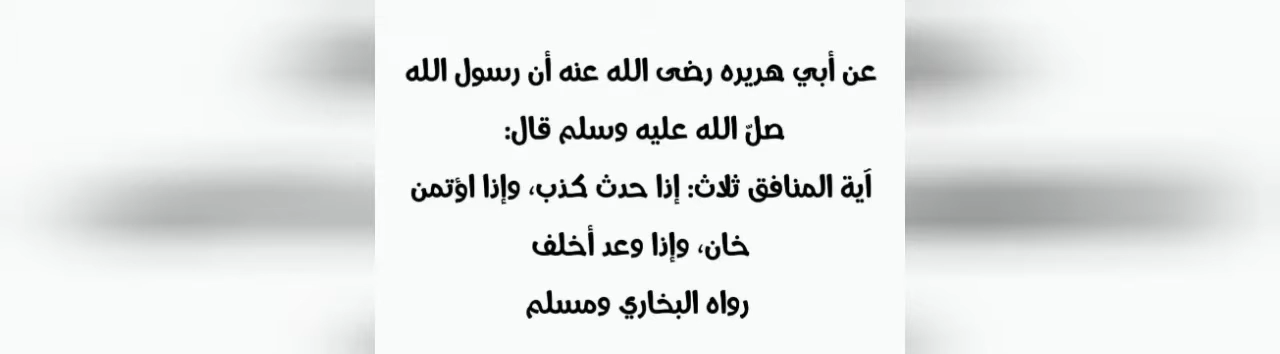 عن أبي هريره رضى الله عنه أن رسول الله
صلّ الله عليه وسلم قال:
آية المنافق ثلاث: إذا حدث كذب، وإذا اؤتمن
خان، وإذا وعد أخلف
رواه البخاري ومسلم